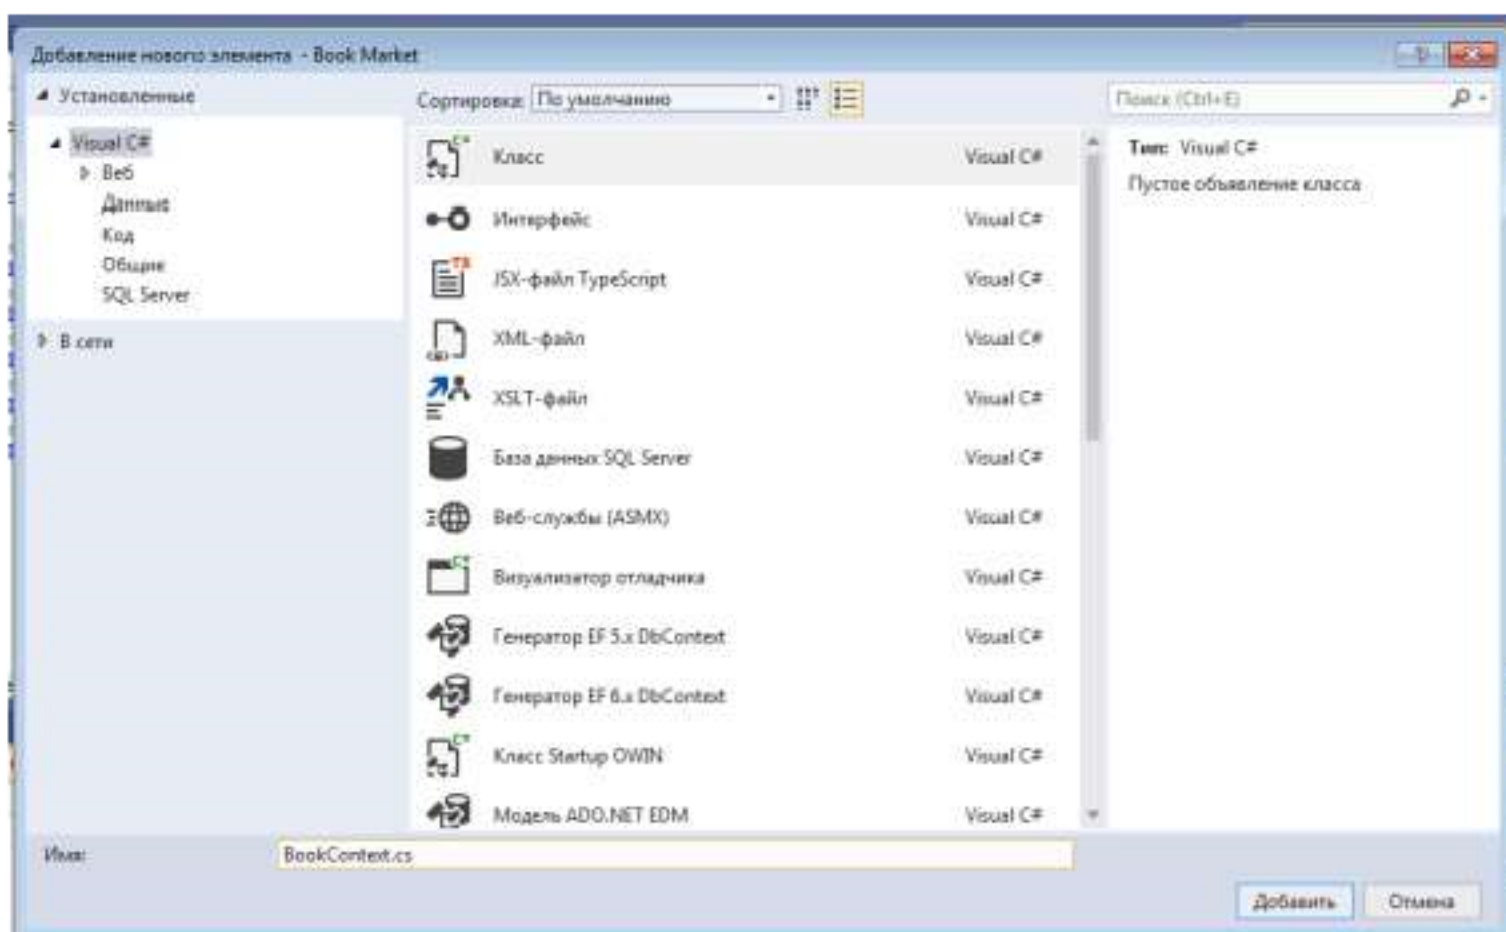 Добавление нового элемента - Book Market
Установленные
Visual C#
Веб
Данные
Код
Общие
SQL Server
В сети
Сортировка: По умолчанию
Класс Visual C#
Интерфейс Visual C#
JSX-файл TypeScript Visual C#
XML-файл Visual C#
XSLT-файл Visual C#
База данных SQL Server Visual C#
Веб-службы (ASMX) Visual C#
Визуализатор отладчика Visual C#
Генератор EF 5.x DbContext Visual C#
Генератор EF 6.x DbContext Visual C#
Класс Startup OWIN Visual C#
Модель ADO.NET EDM Visual C#
Поиск (Ctrl+E)
Тип: Visual C#
Пустое объявление класса
Имя: BookContext.cs
Добавить Отмена